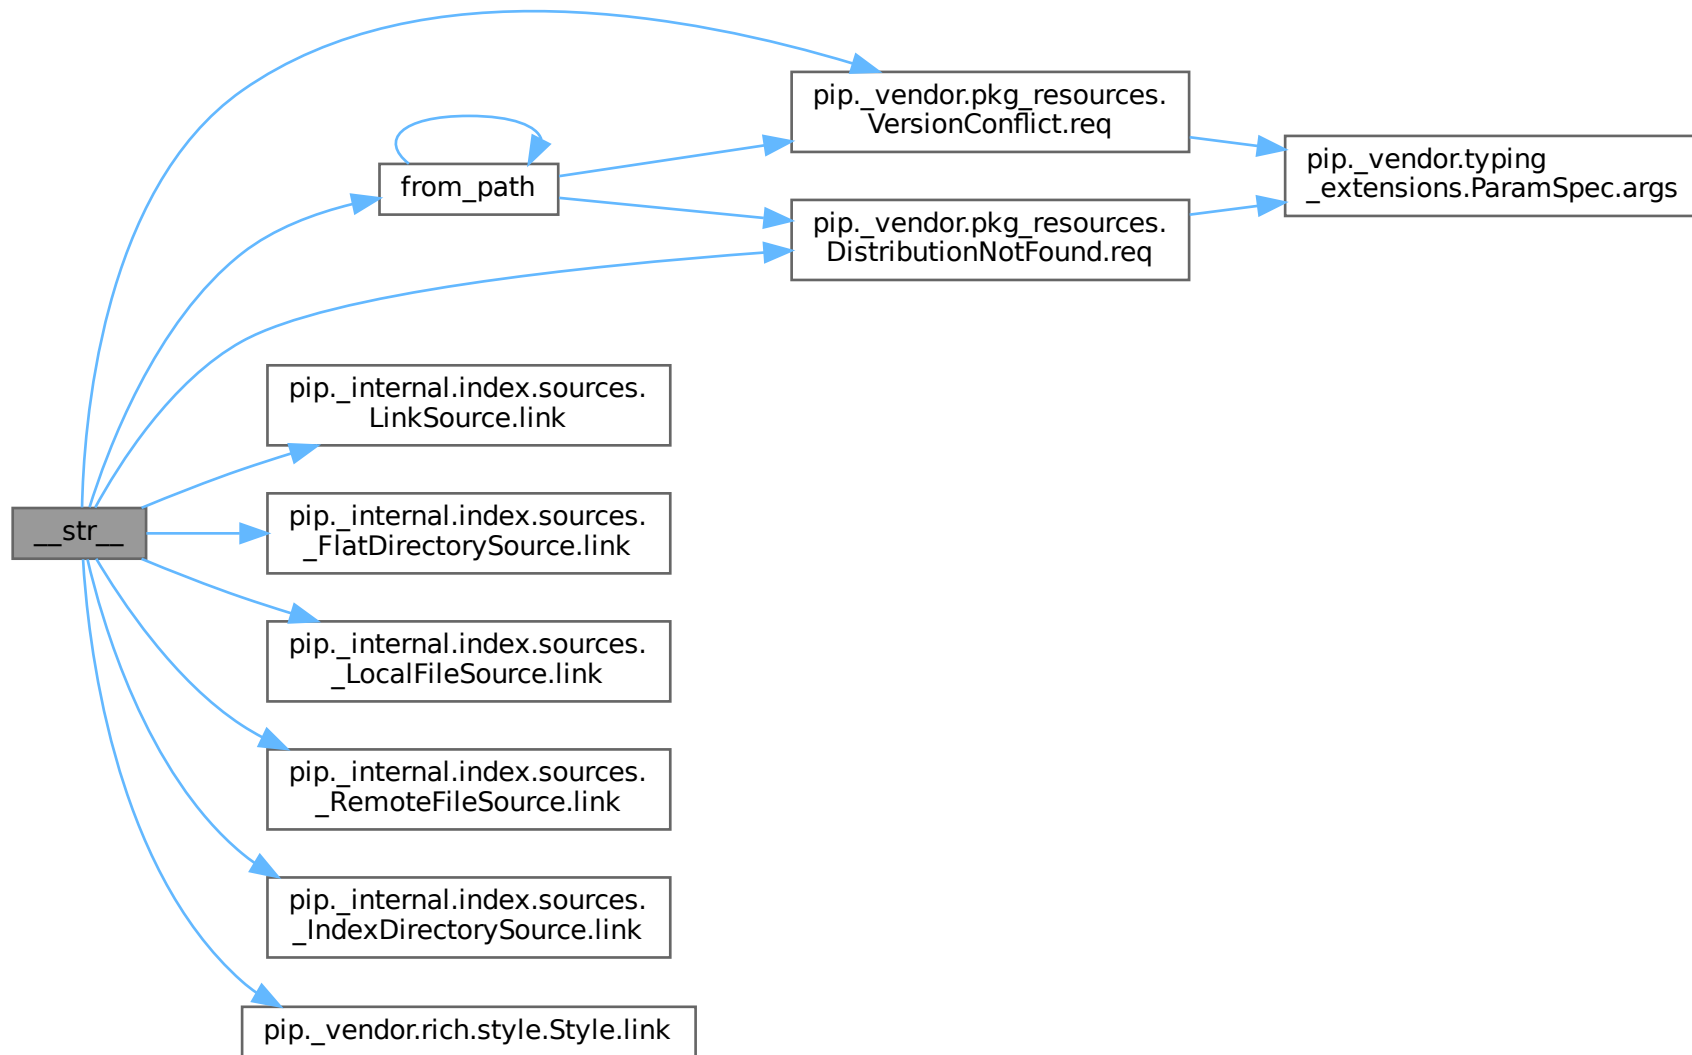 pip._vendor.pkg_resources.
VersionConflict.req
pip._vendor.typing
_extensions.ParamSpec.args
from_path
pip._vendor.pkg_resources.
DistributionNotFound.req
pip._internal.index.sources.
LinkSource.link
__str__
pip._internal.index.sources.
_FlatDirectorySource.link
pip._internal.index.sources.
_LocalFileSource.link
pip._internal.index.sources.
_RemoteFileSource.link
pip._internal.index.sources.
_IndexDirectorySource.link
pip._vendor.rich.style.Style.link